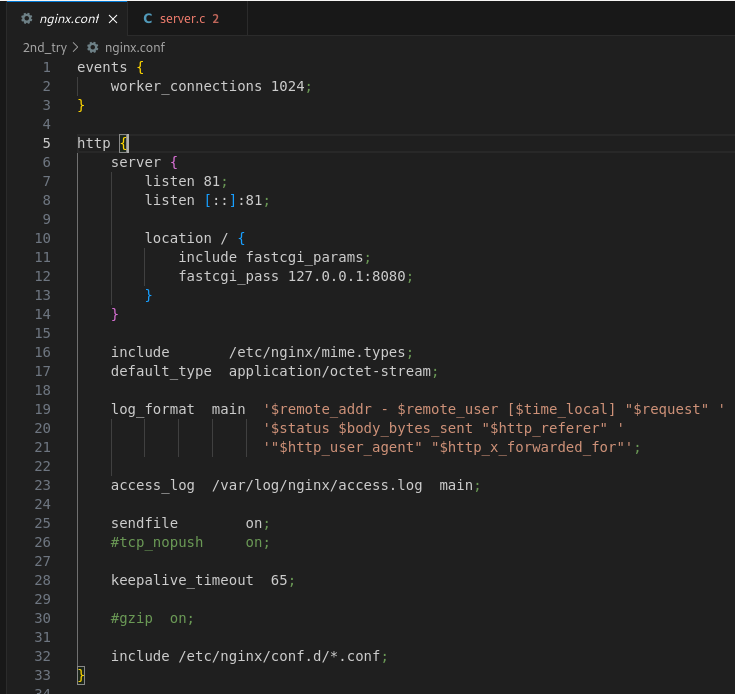 nginx.conf × C server.c 2
2nd_try > nginx.conf
1 events {
2     worker_connections 1024;
3 }
4
5 http {
6     server {
7         listen 81;
8         listen [::]:81;
9
10         location / {
11             include fastcgi_params;
12             fastcgi_pass 127.0.0.1:8080;
13         }
14     }
15
16     include       /etc/nginx/mime.types;
17     default_type  application/octet-stream;
18
19     log_format  main  '$remote_addr - $remote_user [$time_local] "$request" '
20                       '$status $body_bytes_sent "$http_referer" '
21                       '"$http_user_agent" "$http_x_forwarded_for"';
22
23     access_log  /var/log/nginx/access.log  main;
24
25     sendfile        on;
26     #tcp_nopush     on;
27
28     keepalive_timeout  65;
29
30     #gzip  on;
31
32     include /etc/nginx/conf.d/*.conf;
33 }
34